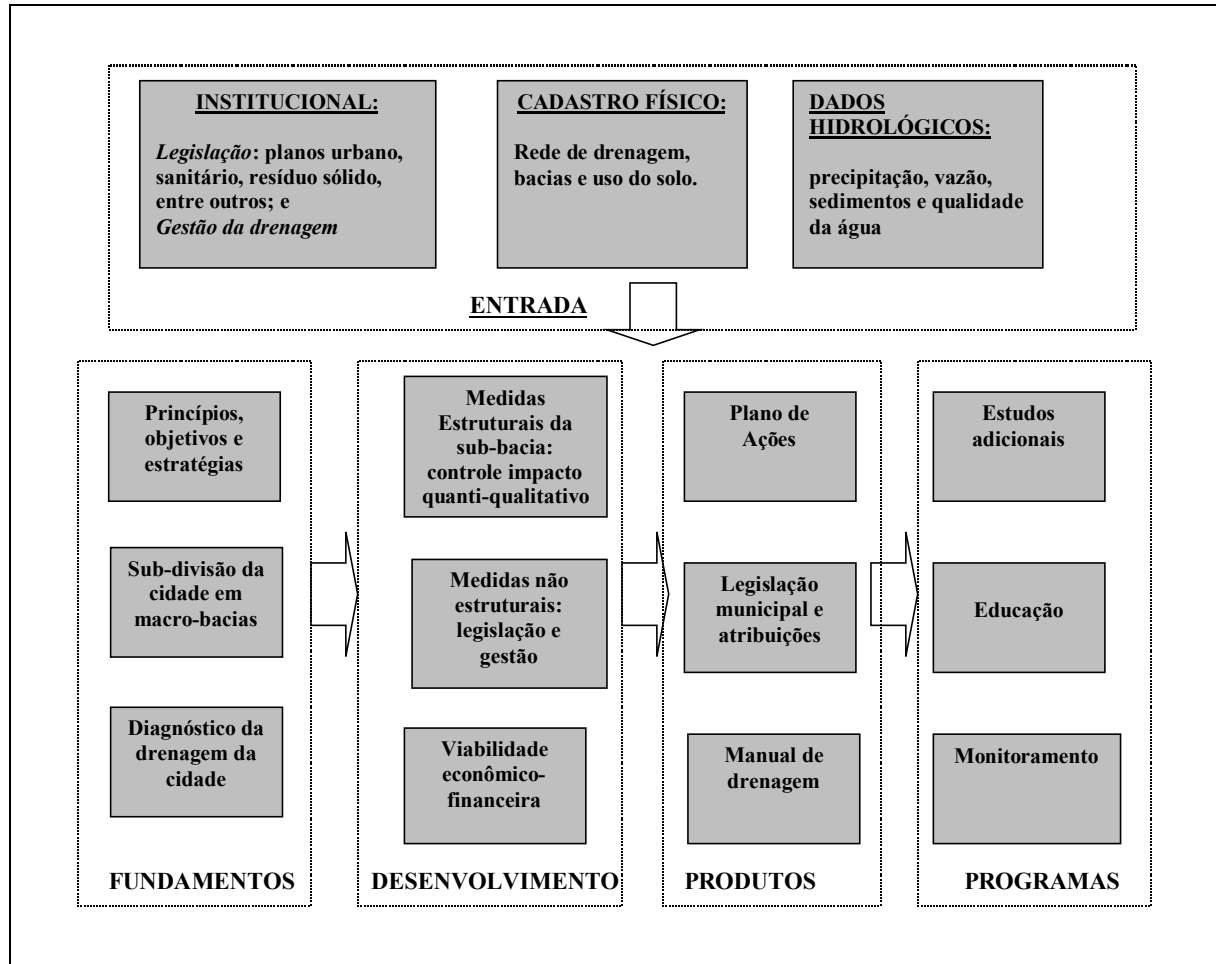 INSTITUCIONAL:
Legislação: planos urbano,
sanitário, resíduo sólido,
entre outros; e
Gestão da drenagem
CADASTRO FÍSICO:
Rede de drenagem,
bacias e uso do solo.
DADOS
HIDROLÓGICOS:
precipitação, vazão,
sedimentos e qualidade
da água
ENTRADA
Princípios,
objetivos e
estratégias
Sub-divisão da
cidade em
macro-bacias
Diagnóstico da
drenagem da
cidade
FUNDAMENTOS
Medidas
Estruturais da
sub-bacia:
controle impacto
quanti-qualitativo
Medidas não
estruturais:
legislação e
gestão
Viabilidade
econômico-
financeira
DESENVOLVIMENTO
Plano de
Ações
Legislação
municipal e
atribuições
Manual de
drenagem
PRODUTOS
Estudos
adicionais
Educação
Monitoramento
PROGRAMAS